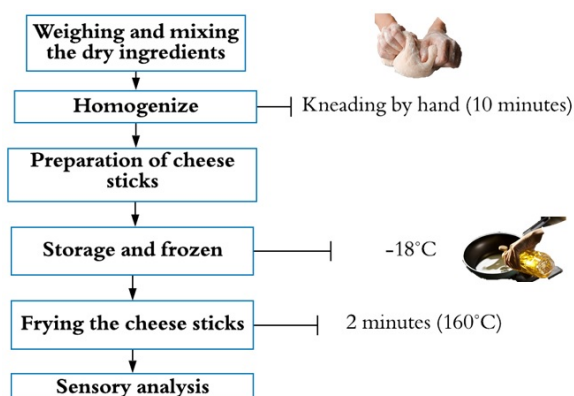 Weighing and mixing
the dry ingredients
Homogenize
Kneading by hand (10 minutes)
Preparation of cheese
sticks
Storage and frozen
-18°C
Frying the cheese sticks
2 minutes (160°C)
Sensory analysis